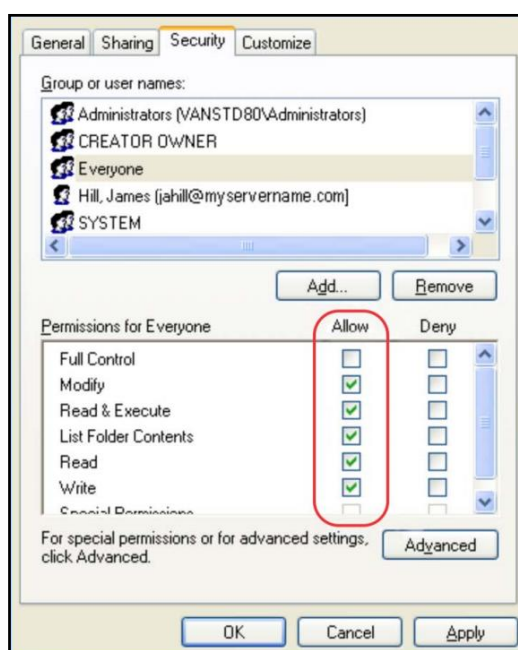 General Sharing Security Customize
Group or user names:
Administrators (VANSTD80\Administrators)
CREATOR OWNER
Everyone
Hill, James (jahill@myservername.com)
SYSTEM
Add... Remove
Permissions for Everyone Allow Deny
Full Control
Modify
Read & Execute
List Folder Contents
Read
Write
Special Permissions
For special permissions or for advanced settings, Advanced
click Advanced.
OK Cancel Apply